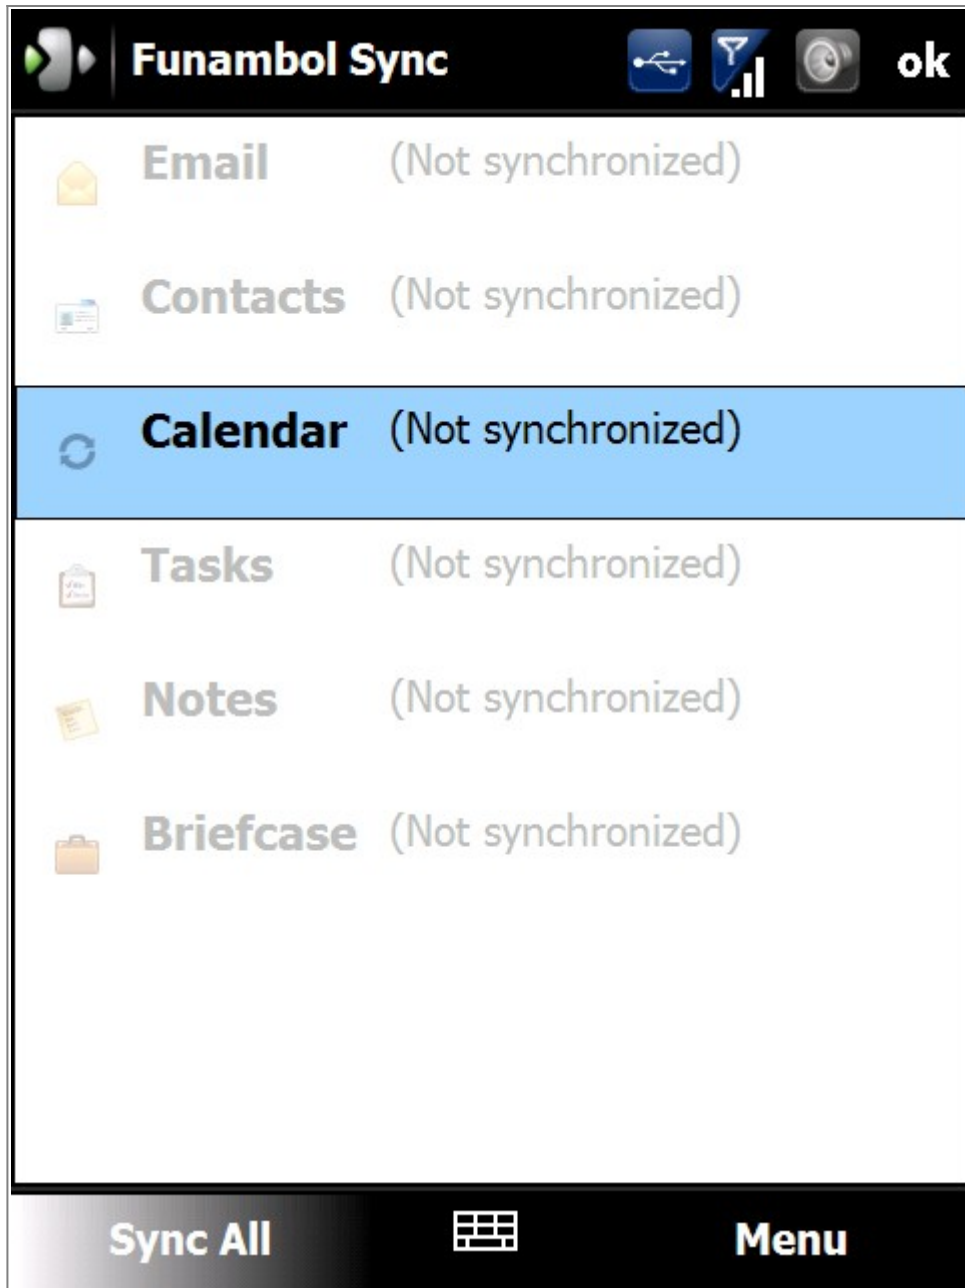 Funambol Sync ok
Email (Not synchronized)
Contacts (Not synchronized)
Calendar (Not synchronized)
Tasks (Not synchronized)
Notes (Not synchronized)
Briefcase (Not synchronized)
Sync All Menu